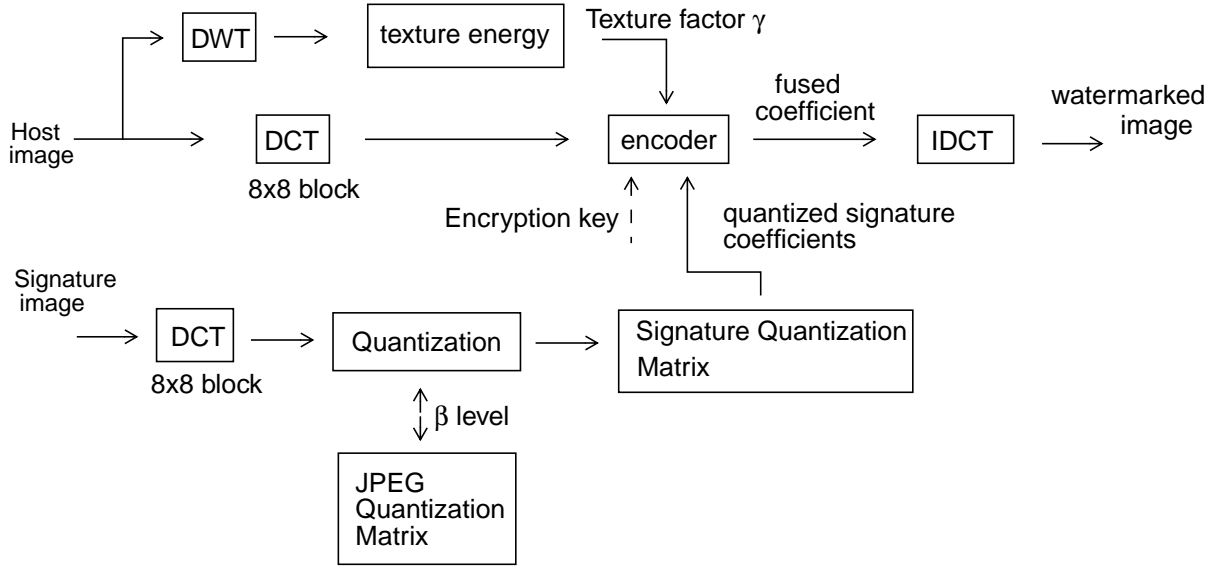 Texture factor γ
DWT
texture energy
fused
coefficient
watermarked
image
Host
image
DCT
encoder
IDCT
8x8 block
Encryption key
quantized signature
coefficients
Signature
image
DCT
Quantization
Signature Quantization
Matrix
8x8 block
β level
JPEG
Quantization
Matrix